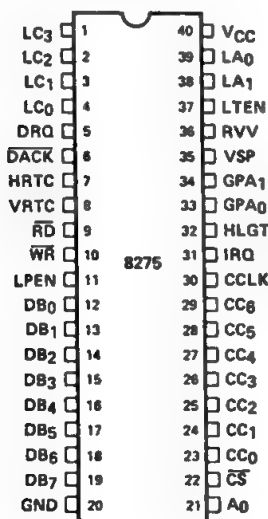 LC3 1 40 VCC
LC2 2 39 LA0
LC1 3 38 LA1
LC0 4 37 LTEN
DRQ 5 36 RVV
DACK 6 35 VSP
HRTC 7 34 GPA1
VRTC 8 33 GPA0
RD 9 32 HLGT
WR 10 31 IRQ
8275
LPEN 11 30 CCLK
DB0 12 29 CC6
DB1 13 28 CC5
DB2 14 27 CC4
DB3 15 26 CC3
DB4 16 25 CC2
DB5 17 24 CC1
DB6 18 23 CC0
DB7 19 22 CS
GND 20 21 A0